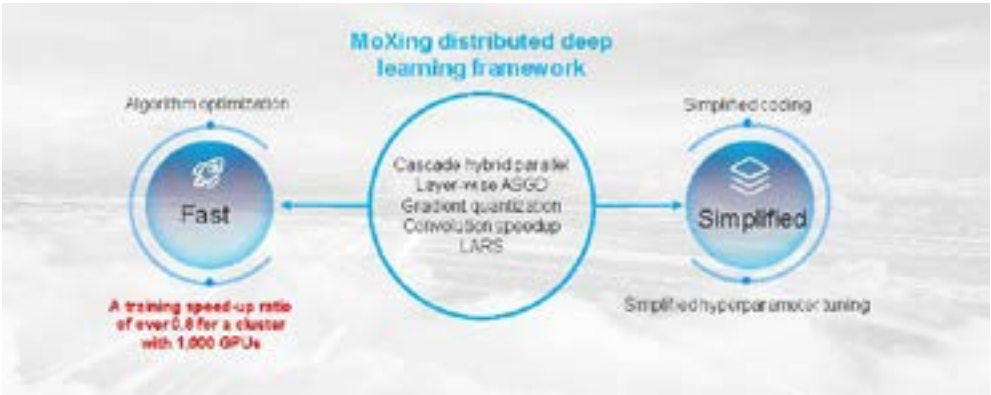 MoXing distributed deep
learning framework
Algorithm optimization
Fast
A training speed-up ratio
of over 0.8 for a cluster
with 1,000 GPUs
Cascade hybrid parallel
Layer-wise ASGD
Gradient quantization
Convolution speedup
LARS
Simplified coding
Simplified
Simplified hyperparameter tuning